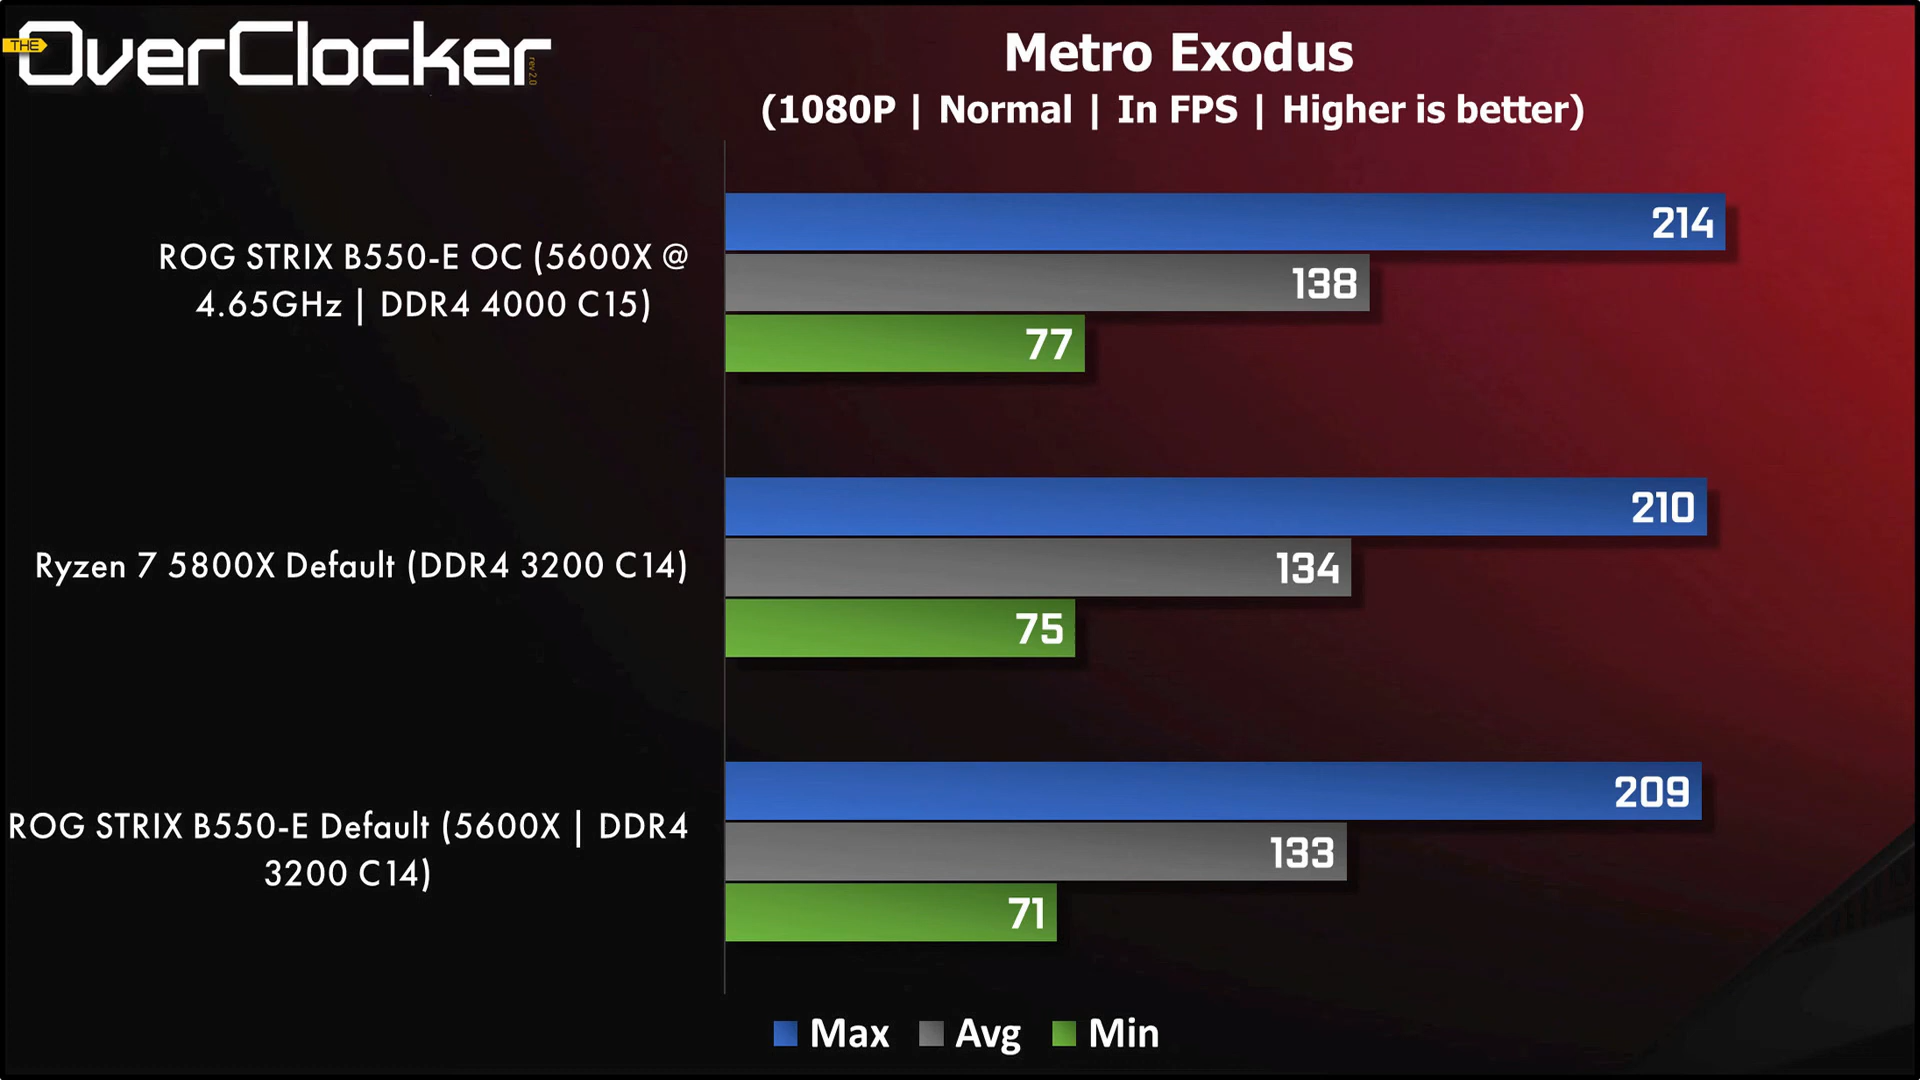 THE
OverClocker
rev 2.0
Metro Exodus
(1080P | Normal | In FPS | Higher is better)
ROG STRIX B550-E OC (5600X @
4.65GHz | DDR4 4000 C15)
214
138
77
Ryzen 7 5800X Default (DDR4 3200 C14)
210
134
75
ROG STRIX B550-E Default (5600X | DDR4
3200 C14)
209
133
71
Max Avg Min